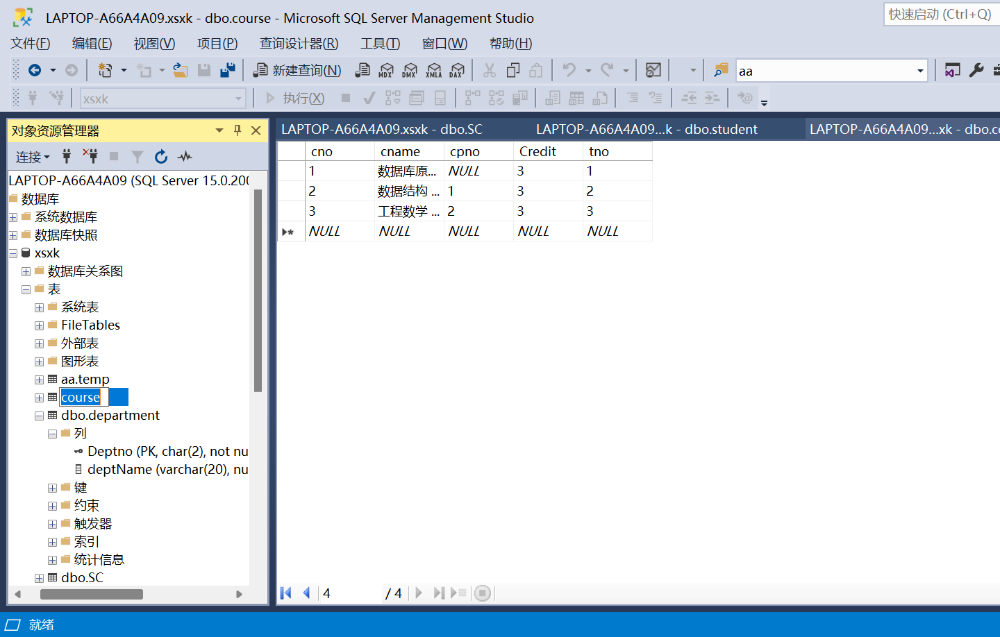 LAPTOP-A66A4A09.xsxk - dbo.course - Microsoft SQL Server Management Studio
快速启动 (Ctrl+Q)
文件(F) 编辑(E) 视图(V) 项目(P) 查询设计器(R) 工具(T) 窗口(W) 帮助(H)
新建查询(N) MDX DMX XMLA DAX aa
xsxk 执行(X)
对象资源管理器
连接
LAPTOP-A66A4A09 (SQL Server 15.0.200
数据库
系统数据库
数据库快照
xsxk
数据库关系图
表
系统表
FileTables
外部表
图形表
aa.temp
course
dbo.department
列
Deptno (PK, char(2), not nu
deptName (varchar(20), nu
键
约束
触发器
索引
统计信息
dbo.SC
LAPTOP-A66A4A09.xsxk - dbo.SC LAPTOP-A66A4A09...k - dbo.student LAPTOP-A66A4A09...xk - dbo.co
cno cname cpno Credit tno
1 数据库原... NULL 3 1
2 数据结构 ... 1 3 2
3 工程数学 ... 2 3 3
NULL NULL NULL NULL NULL
4 / 4
就绪